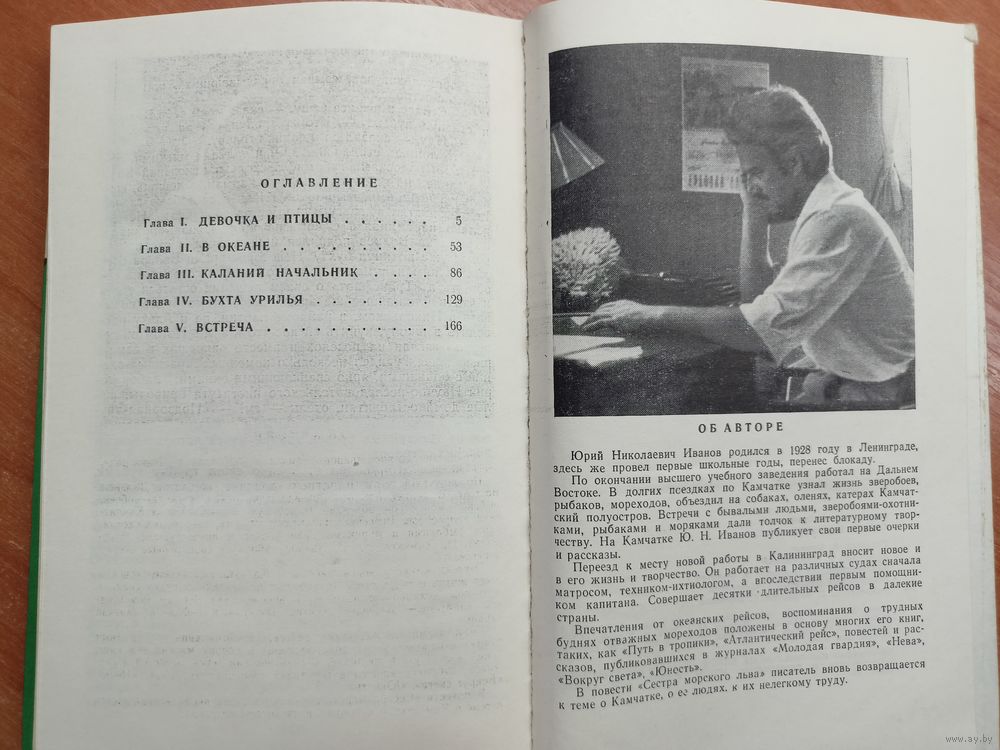 ОГЛАВЛЕНИЕ
Глава I. ДЕВОЧКА И ПТИЦЫ . . . . . . 5
Глава II. В ОКЕАНЕ . . . . . . . . . . 53
Глава III. КАЛАНИЙ НАЧАЛЬНИК . . . . 86
Глава IV. БУХТА УРИЛЬЯ . . . . . . . . 129
Глава V. ВСТРЕЧА . . . . . . . . . . . 166
ОБ АВТОРЕ
Юрий Николаевич Иванов родился в 1928 году в Ленинграде,
здесь же провел первые школьные годы, перенес блокаду.
По окончании высшего учебного заведения работал на Дальнем
Востоке. В долгих поездках по Камчатке узнал жизнь зверобоев,
рыбаков, мореходов, объездил на собаках, оленях, катерах Камчат-
ский полуостров. Встречи с бывалыми людьми, зверобоями-охотни-
ками, рыбаками и моряками дали толчок к литературному твор-
честву. На Камчатке Ю. Н. Иванов публикует свои первые очерки
и рассказы.
Переезд к месту новой работы в Калининград вносит новое и
в его жизнь и творчество. Он работает на различных судах сначала
матросом, техником-ихтиологом, а впоследствии первым помощни-
ком капитана. Совершает десятки длительных рейсов в далекие
страны.
Впечатления от океанских рейсов, воспоминания о трудных
буднях отважных мореходов положены в основу многих его книг,
таких, как «Путь в тропики», «Атлантический рейс», повестей и рас-
сказов, публиковавшихся в журналах «Молодая гвардия», «Нева»,
«Вокруг света», «Юность».
В повести «Сестра морского льва» писатель вновь возвращается
к теме о Камчатке, о ее людях, к их нелегкому труду.
www.ay.by